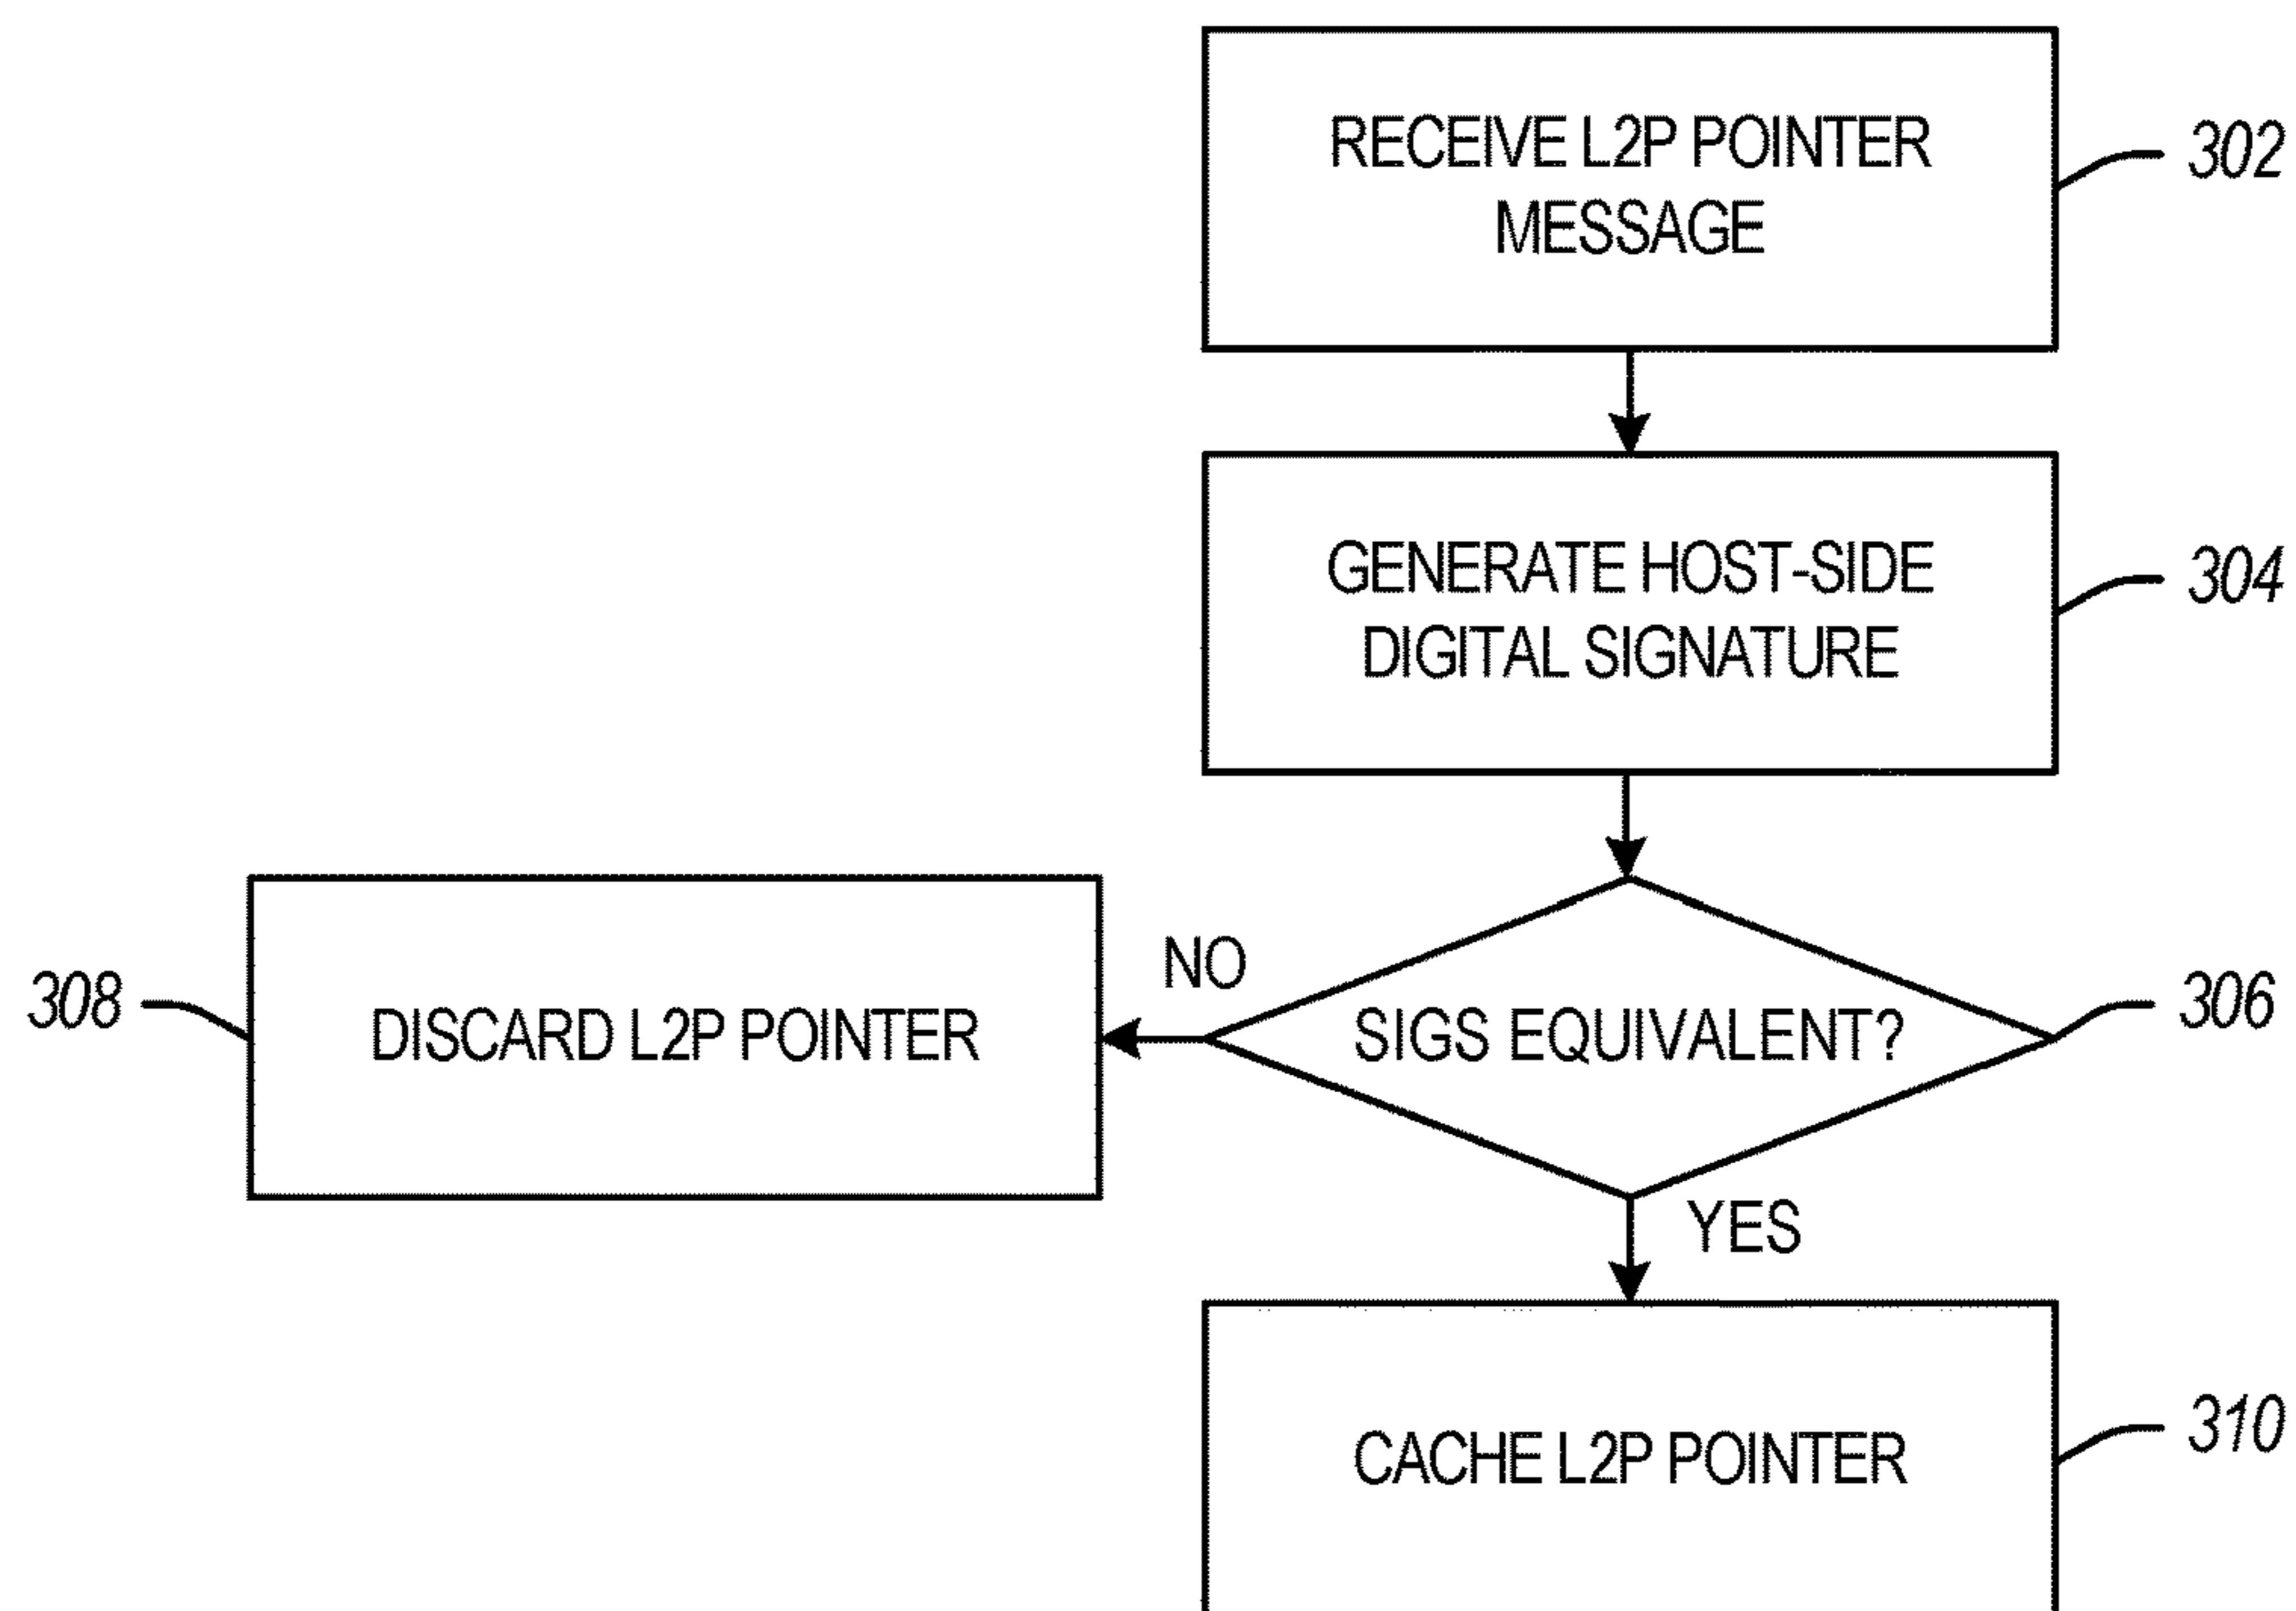 RECEIVE L2P POINTER
MESSAGE
302
GENERATE HOST-SIDE
DIGITAL SIGNATURE
304
308
DISCARD L2P POINTER
NO
SIGS EQUIVALENT?
306
YES
CACHE L2P POINTER
310